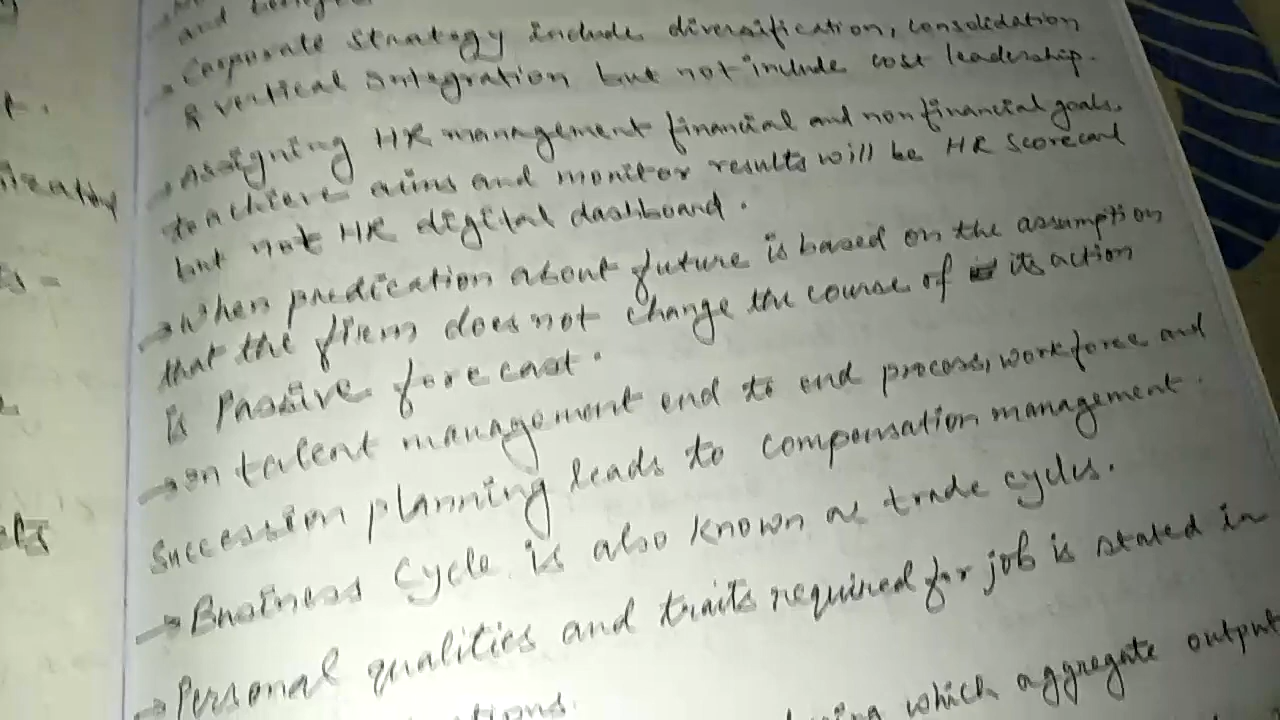 and
→ Corporate strategy include diversification, consolidation
& vertical integration but not include cost leadership.
→ Assigning HR management financial and nonfinancial goals,
to achieve aims and monitor results will be HR Scorecard
but not HR digital dashboard.
→ When predication about future is based on the assumption
that the firm does not change the course of its action
is Passive forecast.
→ on talent management end to end process, workforce and
Succession planning leads to compensation management.
→ Business Cycle is also known as trade cycles.
→ Personal qualities and traits required for job is stated in
which aggregate output